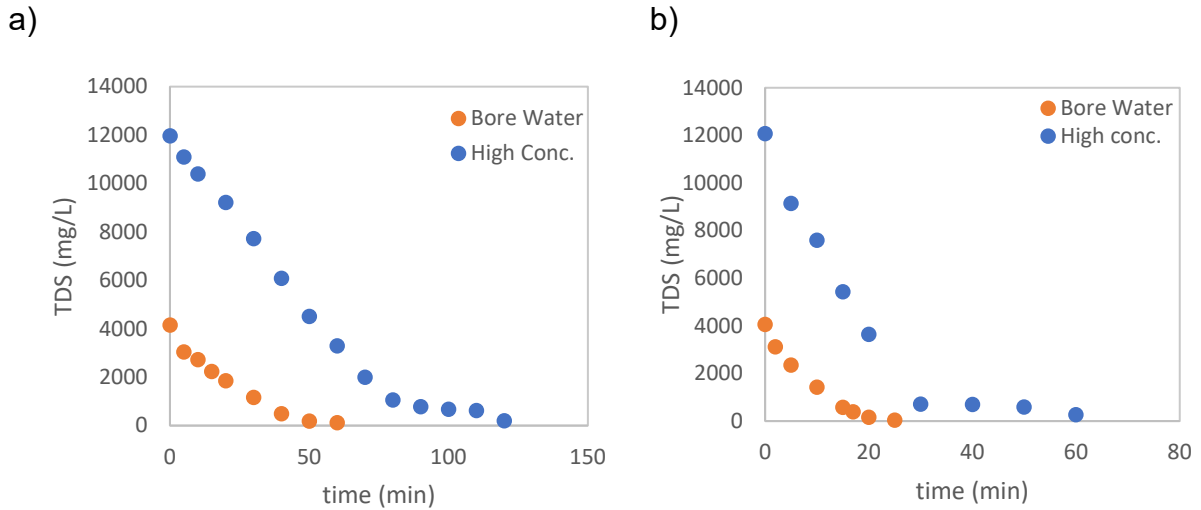 a)
b)
14000
12000
10000
8000
6000
4000
2000
0
TDS (mg/L)
Bore Water
High Conc.
0 50 100 150
time (min)
14000
12000
10000
8000
6000
4000
2000
0
TDS (mg/L)
Bore Water
High conc.
0 20 40 60 80
time (min)